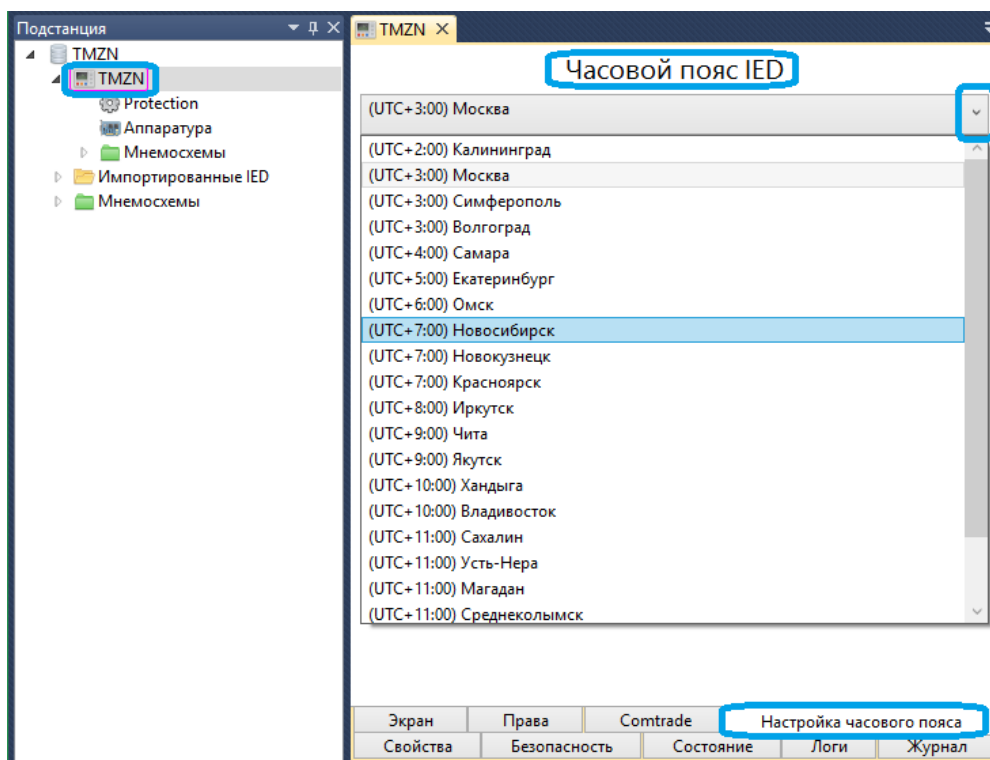 Подстанция
TMZN
TMZN
Protection
Аппаратура
Мнемосхемы
Импортированные IED
Мнемосхемы
TMZN
Часовой пояс IED
(UTC+3:00) Москва
(UTC+2:00) Калининград
(UTC+3:00) Москва
(UTC+3:00) Симферополь
(UTC+3:00) Волгоград
(UTC+4:00) Самара
(UTC+5:00) Екатеринбург
(UTC+6:00) Омск
(UTC+7:00) Новосибирск
(UTC+7:00) Новокузнецк
(UTC+7:00) Красноярск
(UTC+8:00) Иркутск
(UTC+9:00) Чита
(UTC+9:00) Якутск
(UTC+10:00) Хандыга
(UTC+10:00) Владивосток
(UTC+11:00) Сахалин
(UTC+11:00) Усть-Нера
(UTC+11:00) Магадан
(UTC+11:00) Среднеколымск
Экран Права Comtrade Настройка часового пояса
Свойства Безопасность Состояние Логи Журнал